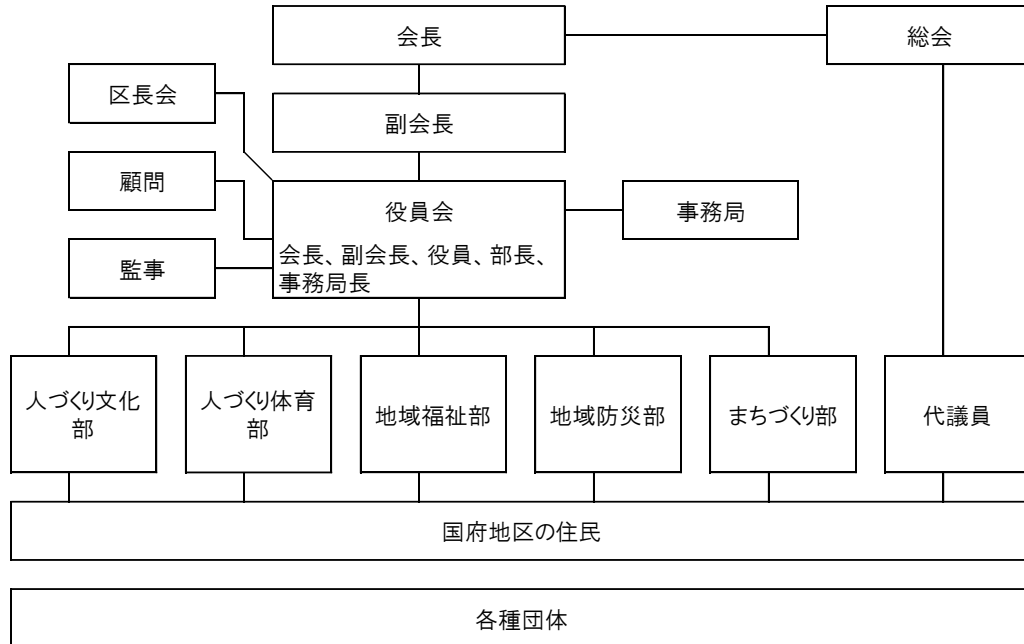 会長
総会
区長会
副会長
顧問
役員会
事務局
会長、副会長、役員、部長、
事務局長
監事
人づくり文化
部
人づくり体育
部
地域福祉部
地域防災部
まちづくり部
代議員
国府地区の住民
各種団体